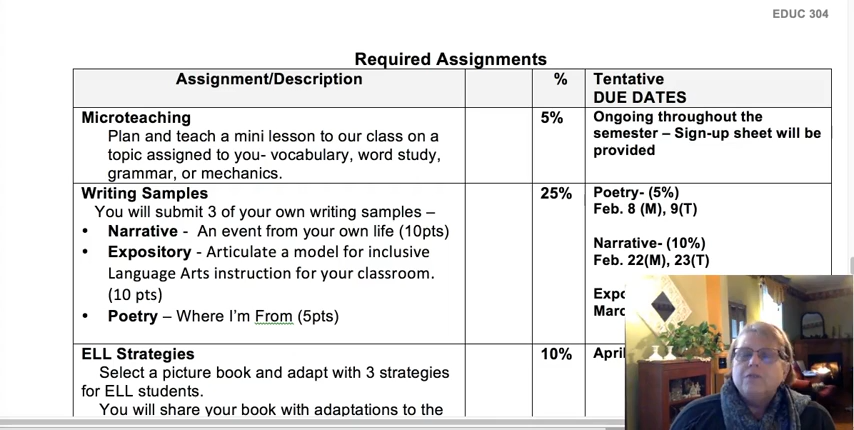 EDUC 304
Required Assignments
Assignment/Description
%
Tentative
DUE DATES
Microteaching
Plan and teach a mini lesson to our class on a
topic assigned to you- vocabulary, word study,
grammar, or mechanics.
5%
Ongoing throughout the
semester – Sign-up sheet will be
provided
Writing Samples
You will submit 3 of your own writing samples –
• Narrative - An event from your own life (10pts)
• Expository - Articulate a model for inclusive
Language Arts instruction for your classroom.
(10 pts)
• Poetry – Where I'm From (5pts)
25%
Poetry- (5%)
Feb. 8 (M), 9(T)
Narrative- (10%)
Feb. 22(M), 23(T)
ELL Strategies
Select a picture book and adapt with 3 strategies
for ELL students.
You will share your book with adaptations to the
10%
April